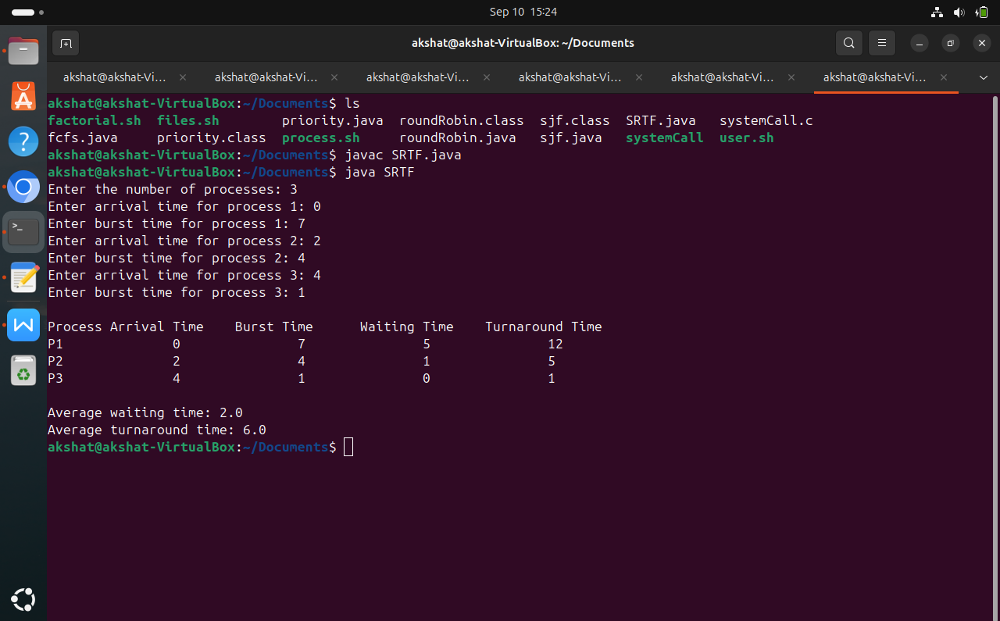 Sep 10 15:24
akshat@akshat-VirtualBox: ~/Documents
akshat@akshat-Vi... akshat@akshat-Vi... akshat@akshat-Vi... akshat@akshat-Vi... akshat@akshat-Vi... akshat@akshat-Vi...
akshat@akshat-VirtualBox:~/Documents$ ls
factorial.sh files.sh priority.java roundRobin.class sjf.class SRTF.java systemCall.c
fcfs.java priority.class process.sh roundRobin.java sjf.java systemCall user.sh
akshat@akshat-VirtualBox:~/Documents$ javac SRTF.java
akshat@akshat-VirtualBox:~/Documents$ java SRTF
Enter the number of processes: 3
Enter arrival time for process 1: 0
Enter burst time for process 1: 7
Enter arrival time for process 2: 2
Enter burst time for process 2: 4
Enter arrival time for process 3: 4
Enter burst time for process 3: 1
Process Arrival Time Burst Time Waiting Time Turnaround Time
P1 0 7 5 12
P2 2 4 1 5
P3 4 1 0 1
Average waiting time: 2.0
Average turnaround time: 6.0
akshat@akshat-VirtualBox:~/Documents$